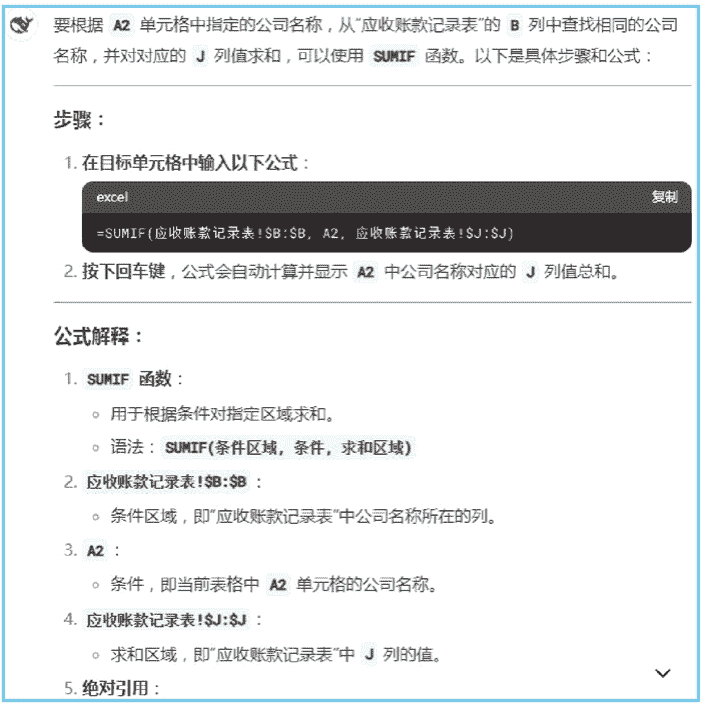 要根据 A2 单元格中指定的公司名称，从“应收账款记录表”的 B 列中查找相同的公司
名称，并对对应的 J 列值求和，可以使用 SUMIF 函数。以下是具体步骤和公式：
步骤：
1. 在目标单元格中输入以下公式：
excel 复制
=SUMIF(应收账款记录表!$B:$B, A2, 应收账款记录表!$J:$J)
2. 按下回车键，公式会自动计算并显示 A2 中公司名称对应的 J 列值总和。
公式解释：
1. SUMIF 函数：
◦ 用于根据条件对指定区域求和。
◦ 语法：SUMIF(条件区域, 条件, 求和区域)
2. 应收账款记录表!$B:$B：
◦ 条件区域，即“应收账款记录表”中公司名称所在的列。
3. A2：
◦ 条件，即当前表格中 A2 单元格的公司名称。
4. 应收账款记录表!$J:$J：
◦ 求和区域，即“应收账款记录表”中 J 列的值。
5. 绝对引用：